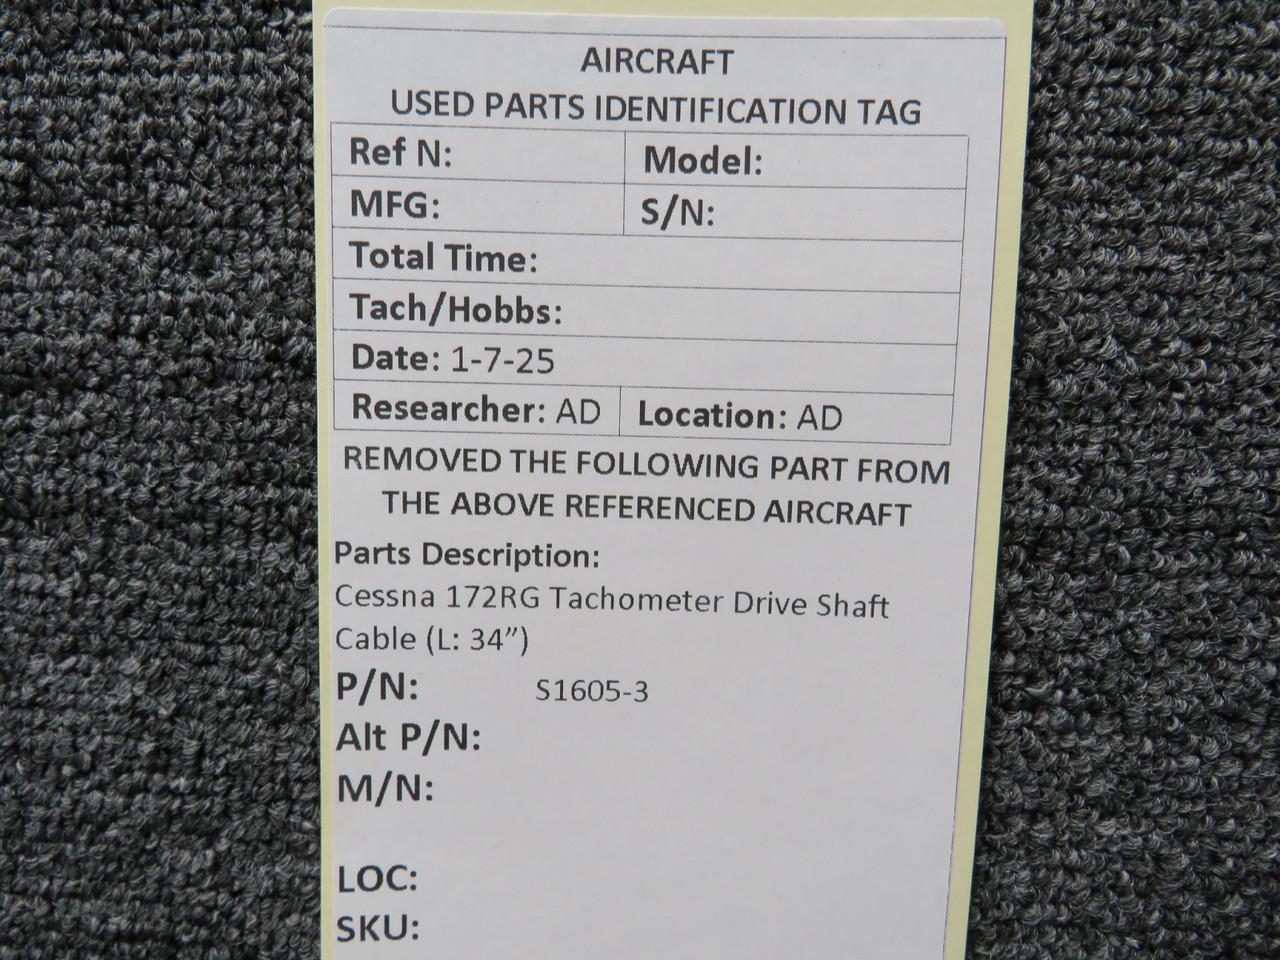 AIRCRAFT
USED PARTS IDENTIFICATION TAG
Ref N: Model:
MFG: S/N:
Total Time:
Tach/Hobbs:
Date: 1-7-25
Researcher: AD Location: AD
REMOVED THE FOLLOWING PART FROM
THE ABOVE REFERENCED AIRCRAFT
Parts Description:
Cessna 172RG Tachometer Drive Shaft
Cable (L: 34”)
P/N: S1605-3
Alt P/N:
M/N:
LOC:
SKU: